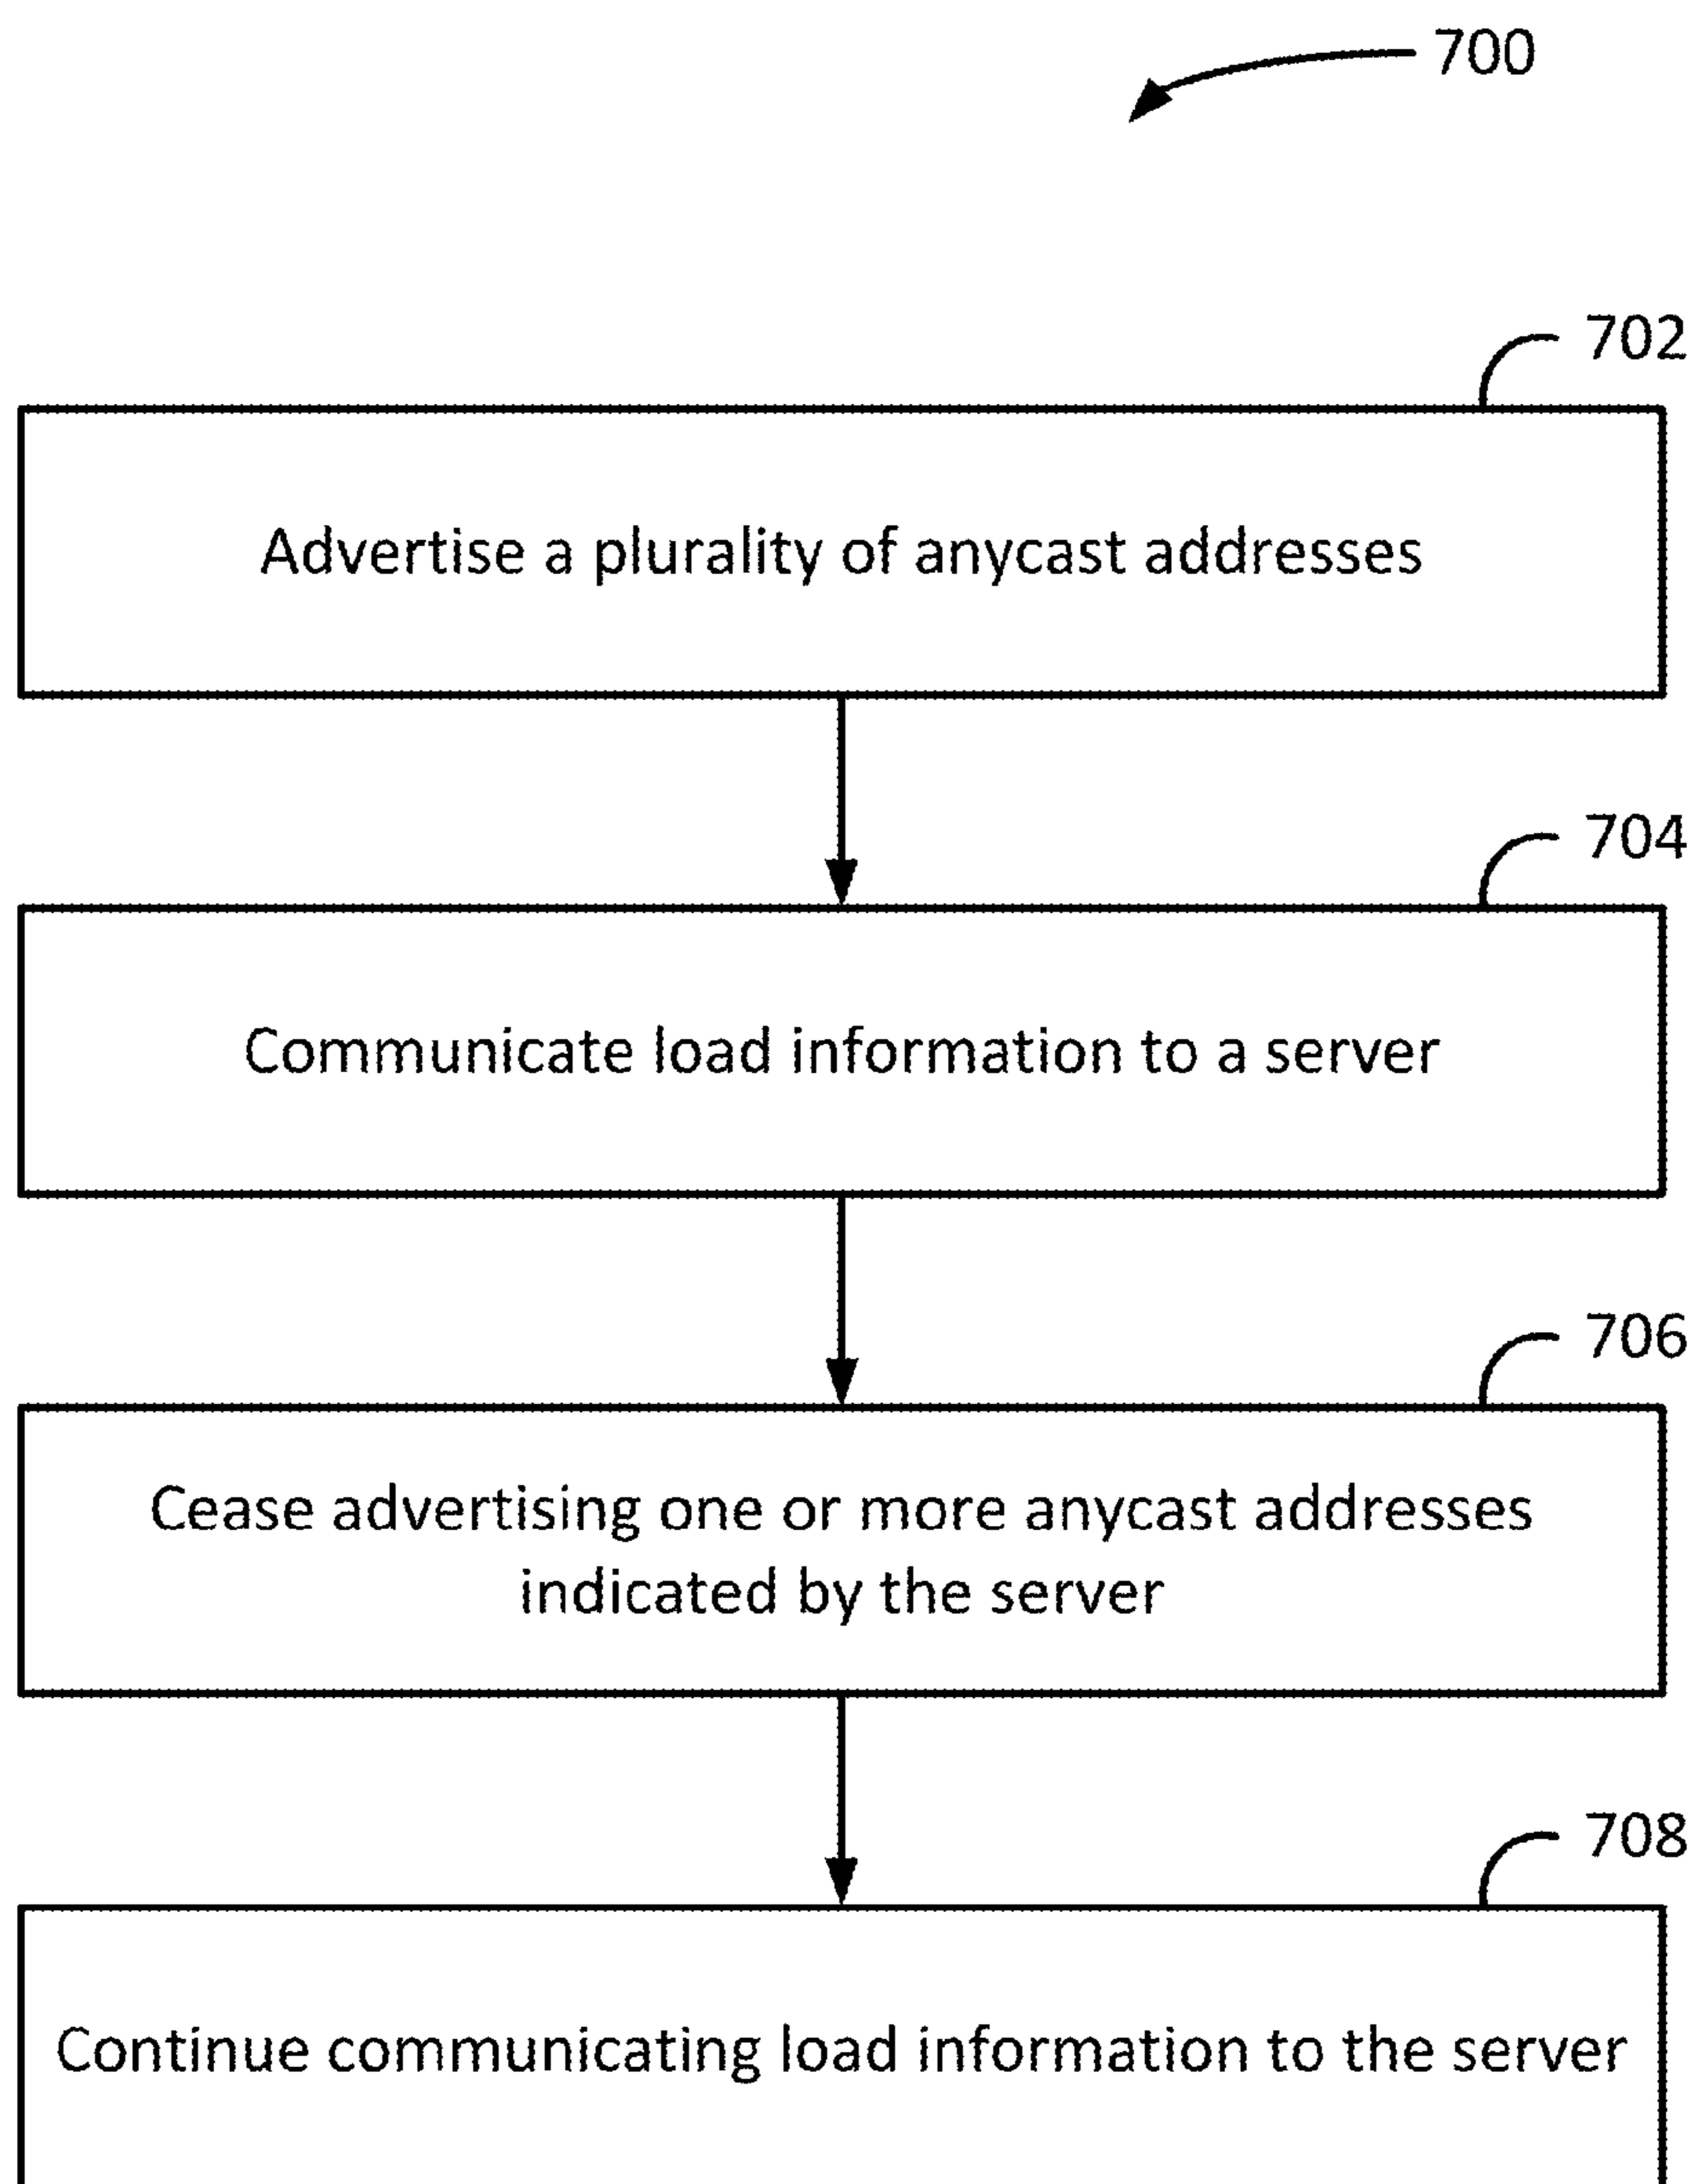 700
702
Advertise a plurality of anycast addresses
704
Communicate load information to a server
706
Cease advertising one or more anycast addresses
indicated by the server
708
Continue communicating load information to the server